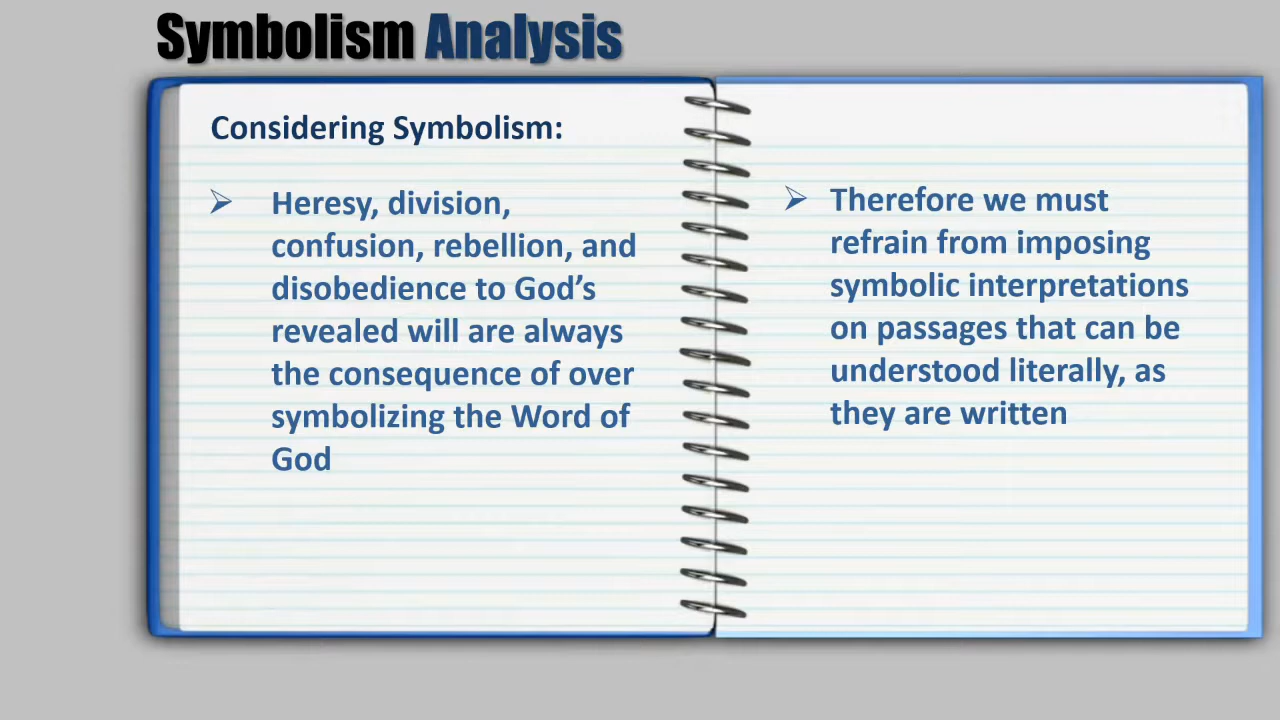 Symbolism Analysis
Considering Symbolism:
Heresy, division,
confusion, rebellion, and
disobedience to God’s
revealed will are always
the consequence of over
symbolizing the Word of
God
Therefore we must
refrain from imposing
symbolic interpretations
on passages that can be
understood literally, as
they are written